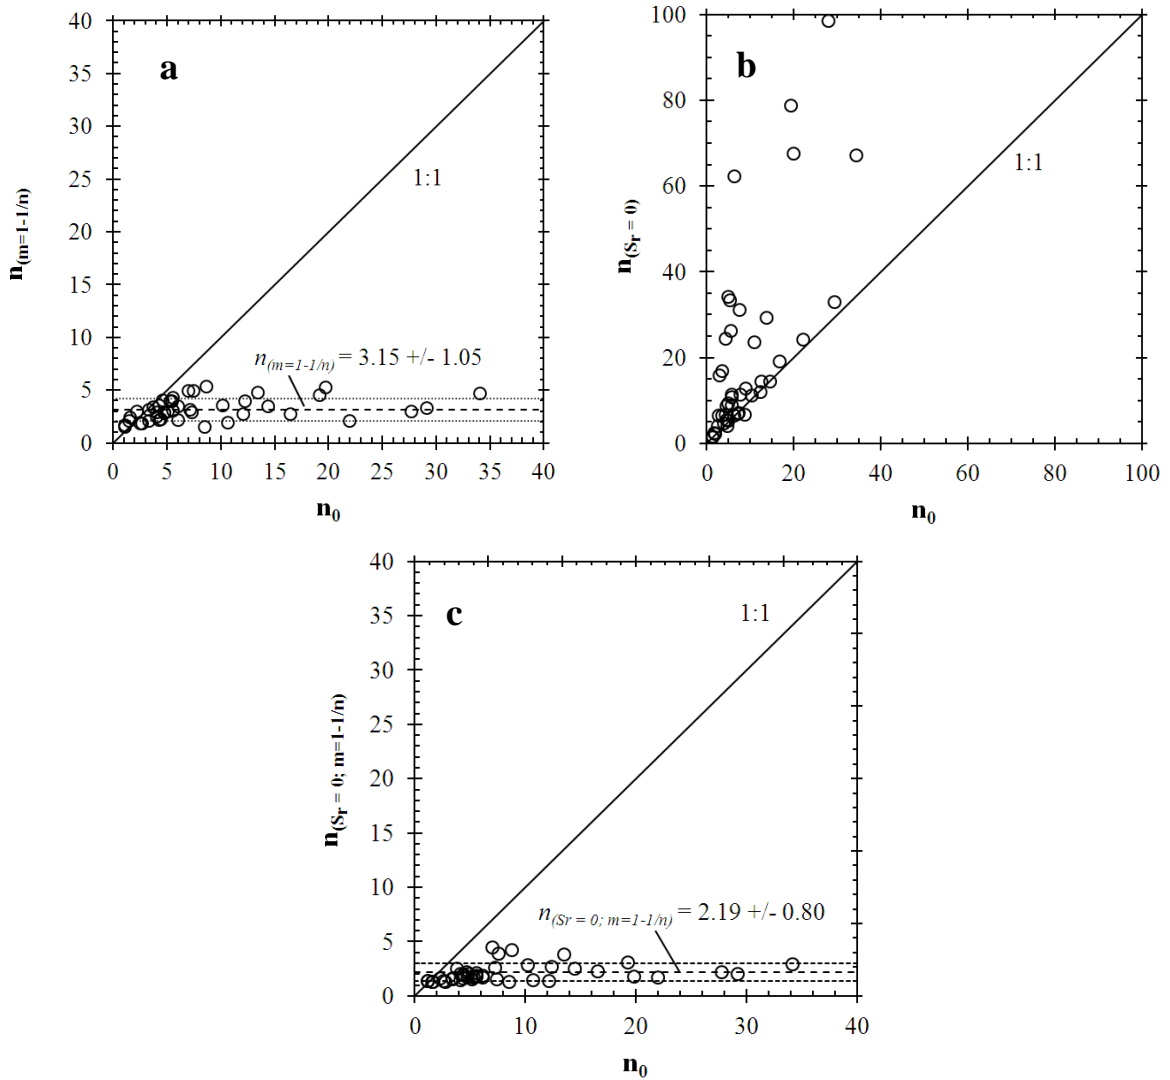 a
40
35
30
25
20
15
10
5
0
1:1
n(m=1-1/n) = 3.15 +/- 1.05
0 5 10 15 20 25 30 35 40
n(m=1-1/n)
n0
b
100
80
60
40
20
0
1:1
0 20 40 60 80 100
n(Sr = 0)
n0
c
40
35
30
25
20
15
10
5
0
1:1
n(Sr = 0; m=1-1/n) = 2.19 +/- 0.80
0 10 20 30 40
n(Sr = 0; m=1-1/n)
n0